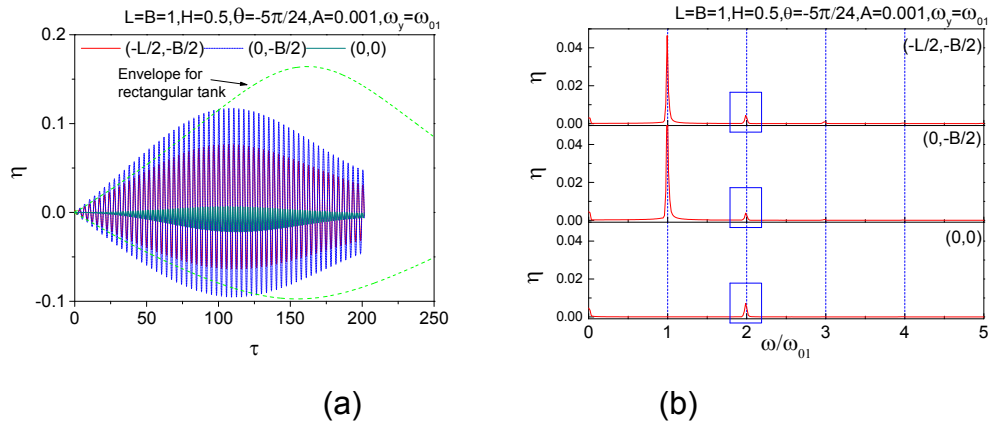 L=B=1,H=0.5,θ=-5π/24,A=0.001,ω_y=ω_01
(-L/2,-B/2) (0,-B/2) (0,0)
Envelope for
rectangular tank
η
0.2
0.1
0.0
-0.1
0 50 100 150 200 250
τ
(a)
L=B=1,H=0.5,θ=-5π/24,A=0.001,ω_y=ω_01
(-L/2,-B/2)
η
0.04
0.02
0.00
(0,-B/2)
η
0.04
0.02
0.00
(0,0)
η
0.04
0.02
0.00
0 1 2 3 4 5
ω/ω_01
(b)